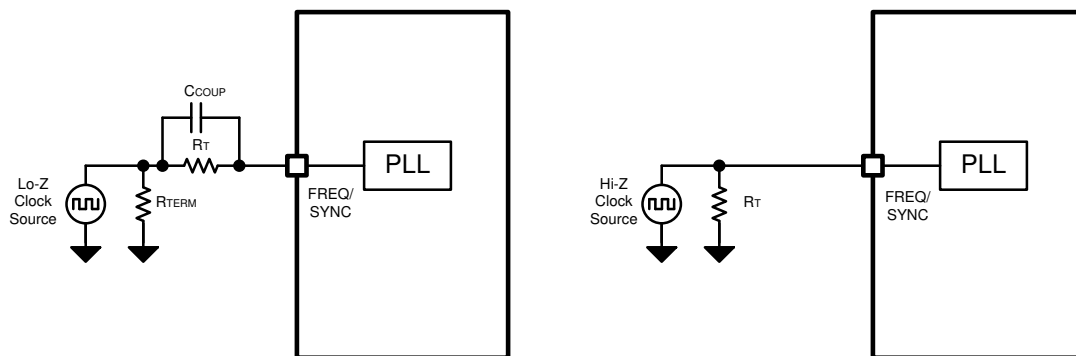 CCOUP
RT
PLL
Lo-Z
Clock
Source
RTERM
FREQ/
SYNC
PLL
Hi-Z
Clock
Source
RT
FREQ/
SYNC